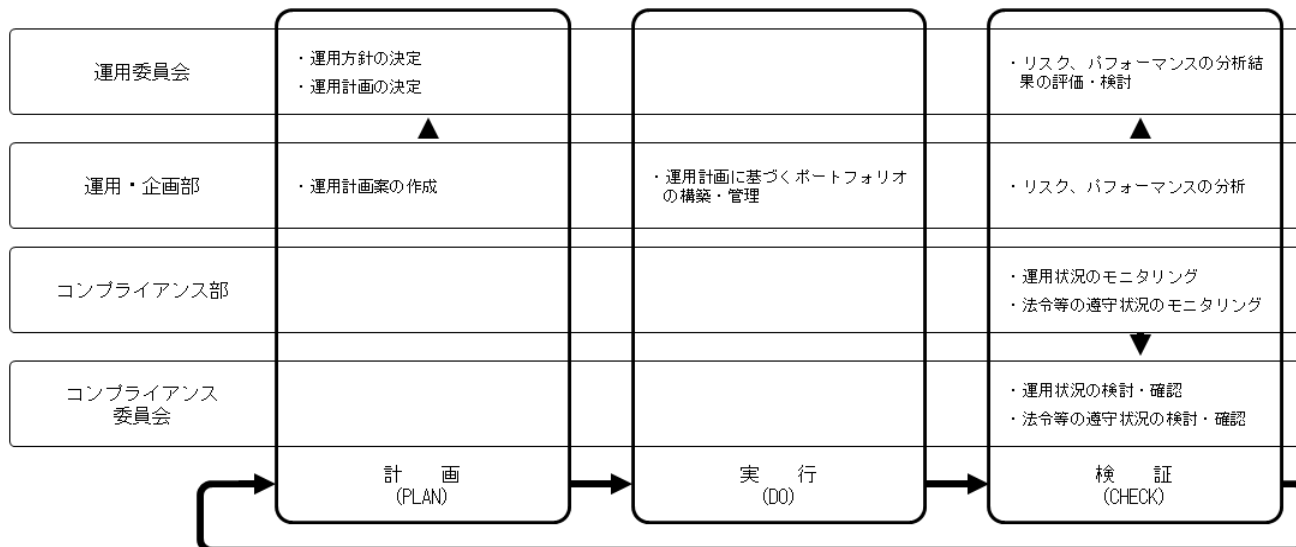 運用委員会
・運用方針の決定
・運用計画の決定
・リスク、パフォーマンスの分析結
果の評価・検討
運用・企画部
・運用計画案の作成
・運用計画に基づくポートフォリオ
の構築・管理
・リスク、パフォーマンスの分析
コンプライアンス部
・運用状況のモニタリング
・法令等の遵守状況のモニタリング
コンプライアンス
委員会
・運用状況の検討・確認
・法令等の遵守状況の検討・確認
計 画
(PLAN)
実 行
(DO)
検 証
(CHECK)